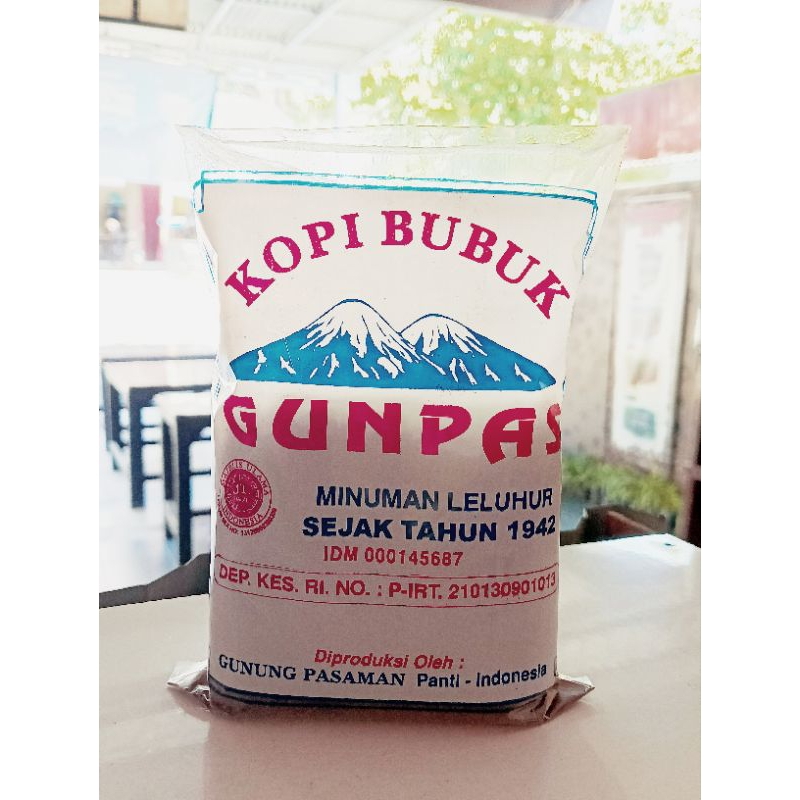 KOPI BUBUK
GUNPAS
MINUMAN LELUHUR
SEJAK TAHUN 1942
IDM 000145687
DEP. KES. RI. NO. : P-IRT. 210130901013
Diproduksi Oleh :
GUNUNG PASAMAN Panti - Indonesia